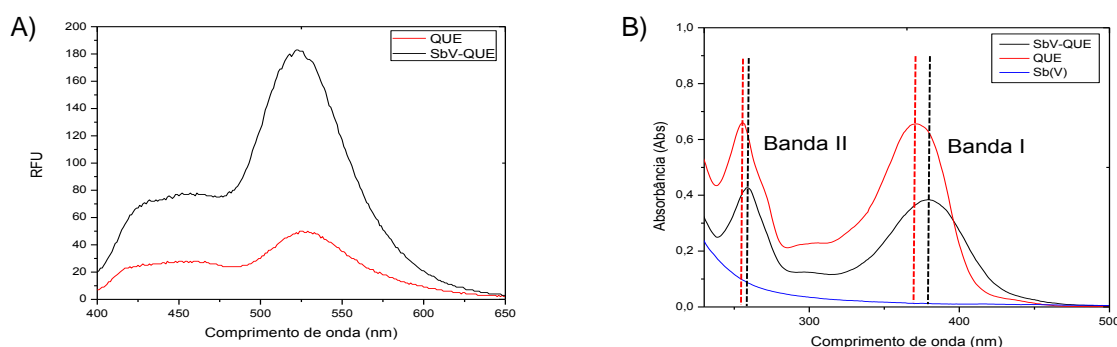 A)
QUE
SbV-QUE
200
180
160
140
120
100
80
60
40
20
0
RFU
400
450
500
550
600
650
Comprimento de onda (nm)
B)
SbV-QUE
QUE
Sb(V)
1,0
0,8
0,6
0,4
0,2
0,0
Absorbância (Abs)
Banda II
Banda I
300
400
500
Comprimento de onda (nm)